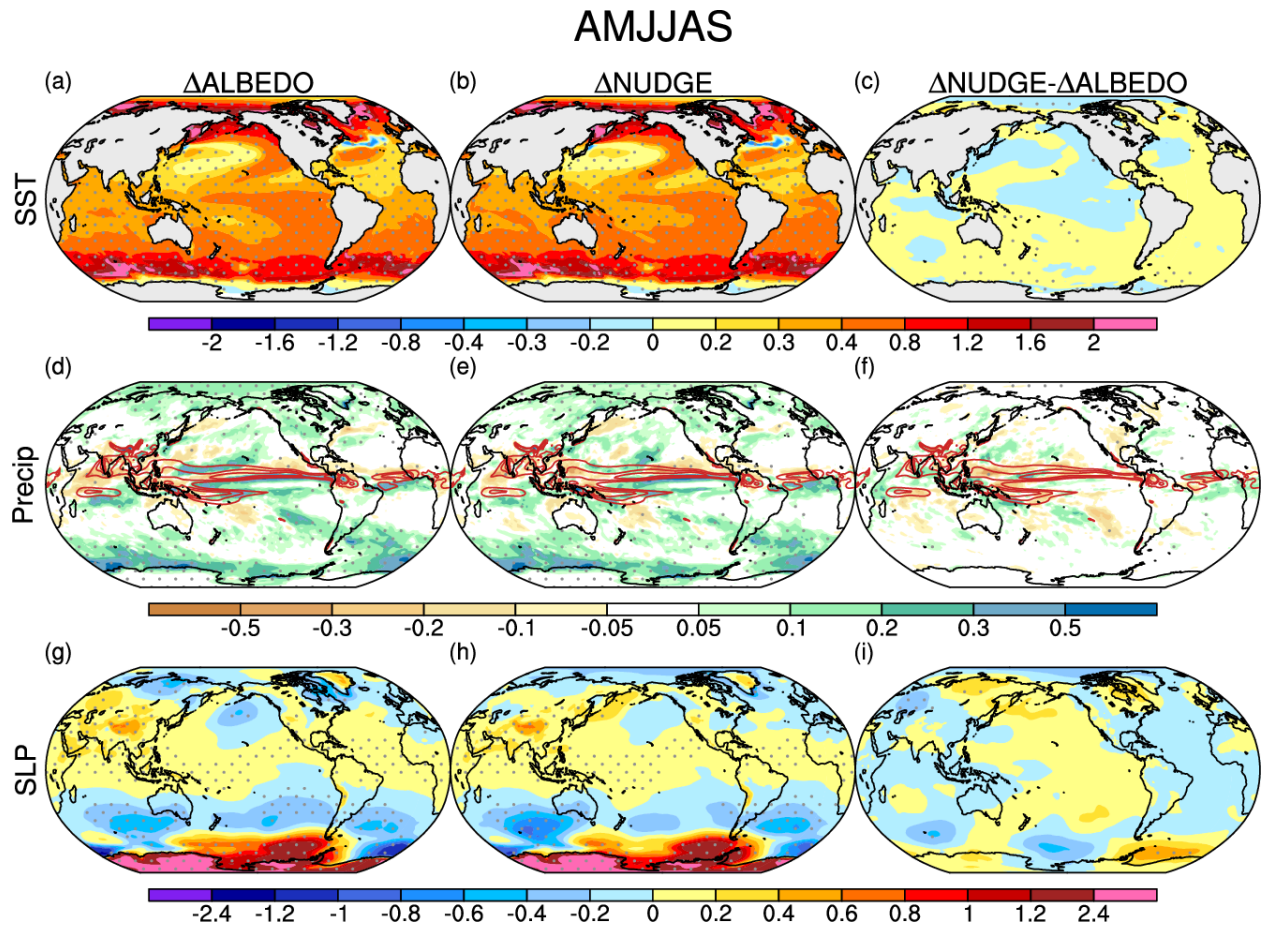 AMJJAS
(a) ΔALBEDO (b) ΔNUDGE (c) ΔNUDGE-ΔALBEDO
SST
-2 -1.6 -1.2 -0.8 -0.4 -0.3 -0.2 0 0.2 0.3 0.4 0.8 1.2 1.6 2
(d) (e) (f)
Precip
-0.5 -0.3 -0.2 -0.1 -0.05 0.05 0.1 0.2 0.3 0.5
(g) (h) (i)
SLP
-2.4 -1.2 -1 -0.8 -0.6 -0.4 -0.2 0 0.2 0.4 0.6 0.8 1 1.2 2.4